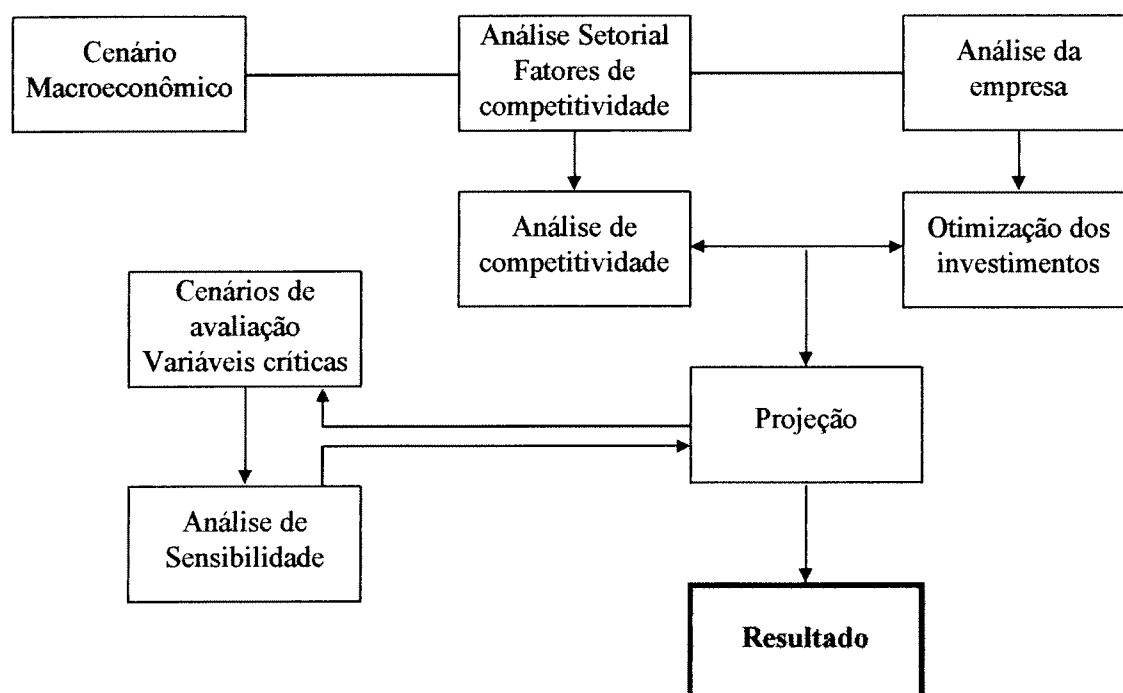 Cenário
Macroeconômico
Análise Setorial
Fatores de
competitividade
Análise da
empresa
Análise de
competitividade
Otimização dos
investimentos
Cenários de
avaliação
Variáveis críticas
Projeção
Análise de
Sensibilidade
Resultado